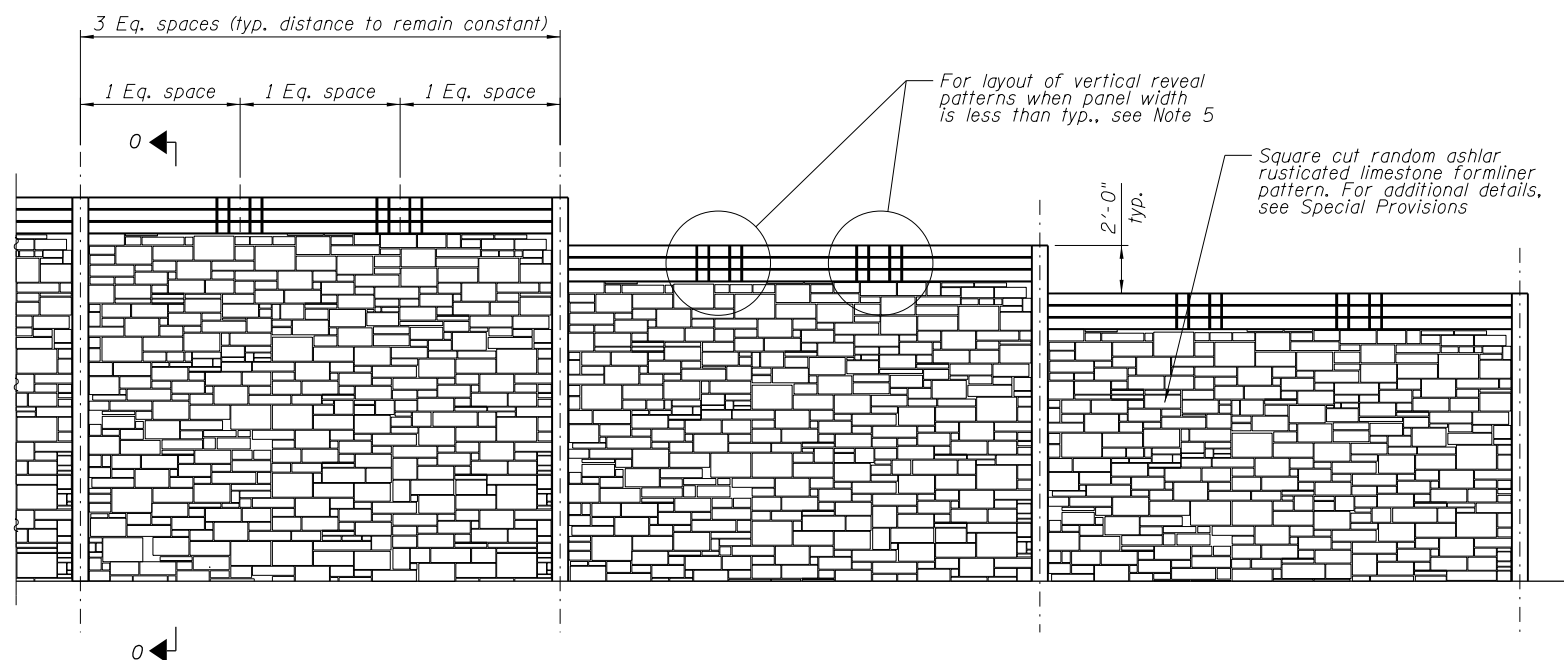 3 Eq. spaces (typ. distance to remain constant)
1 Eq. space
1 Eq. space
1 Eq. space
For layout of vertical reveal
patterns when panel width
is less than typ., see Note 5
Square cut random ashlar
rusticated limestone formliner
pattern. For additional details,
see Special Provisions
2'-0"
typ.
O
O